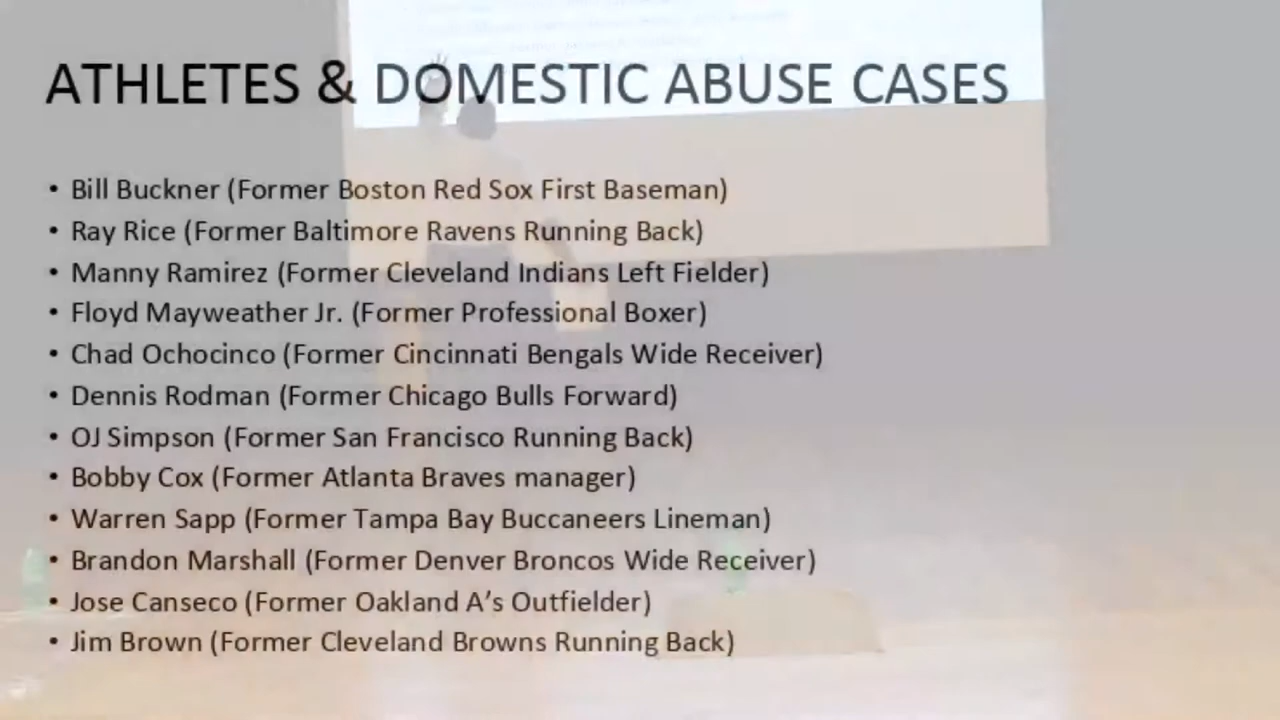 ATHLETES & DOMESTIC ABUSE CASES
• Bill Buckner (Former Boston Red Sox First Baseman)
• Ray Rice (Former Baltimore Ravens Running Back)
• Manny Ramirez (Former Cleveland Indians Left Fielder)
• Floyd Mayweather Jr. (Former Professional Boxer)
• Chad Ochocinco (Former Cincinnati Bengals Wide Receiver)
• Dennis Rodman (Former Chicago Bulls Forward)
• OJ Simpson (Former San Francisco Running Back)
• Bobby Cox (Former Atlanta Braves manager)
• Warren Sapp (Former Tampa Bay Buccaneers Lineman)
• Brandon Marshall (Former Denver Broncos Wide Receiver)
• Jose Canseco (Former Oakland A’s Outfielder)
• Jim Brown (Former Cleveland Browns Running Back)